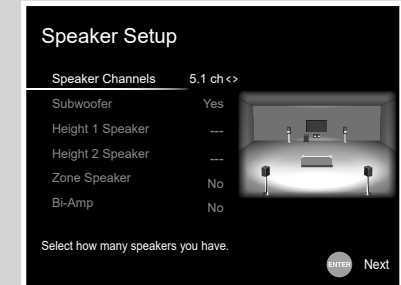 Speaker Setup
Speaker Channels 5.1 ch<>
Subwoofer Yes
Height 1 Speaker ---
Height 2 Speaker ---
Zone Speaker No
Bi-Amp No
Select how many speakers you have.
ENTER Next